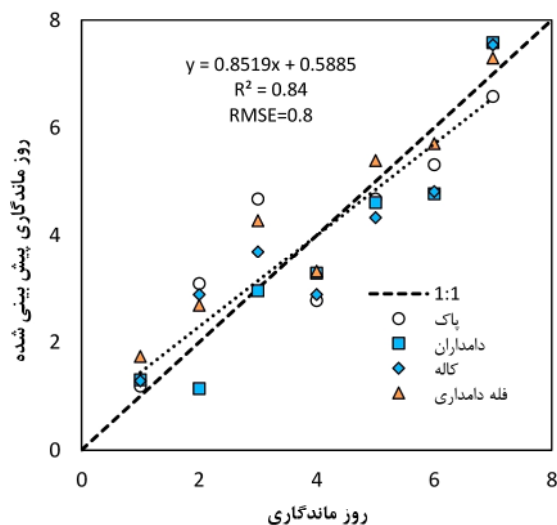 y = 0.8519x + 0.5885
R² = 0.84
RMSE=0.8
8
6
4
2
0
روز ماندگاری پیش بینی شده
1:1
پاک
دامداران
کاله
فله دامداری
0
2
4
6
8
روز ماندگاری